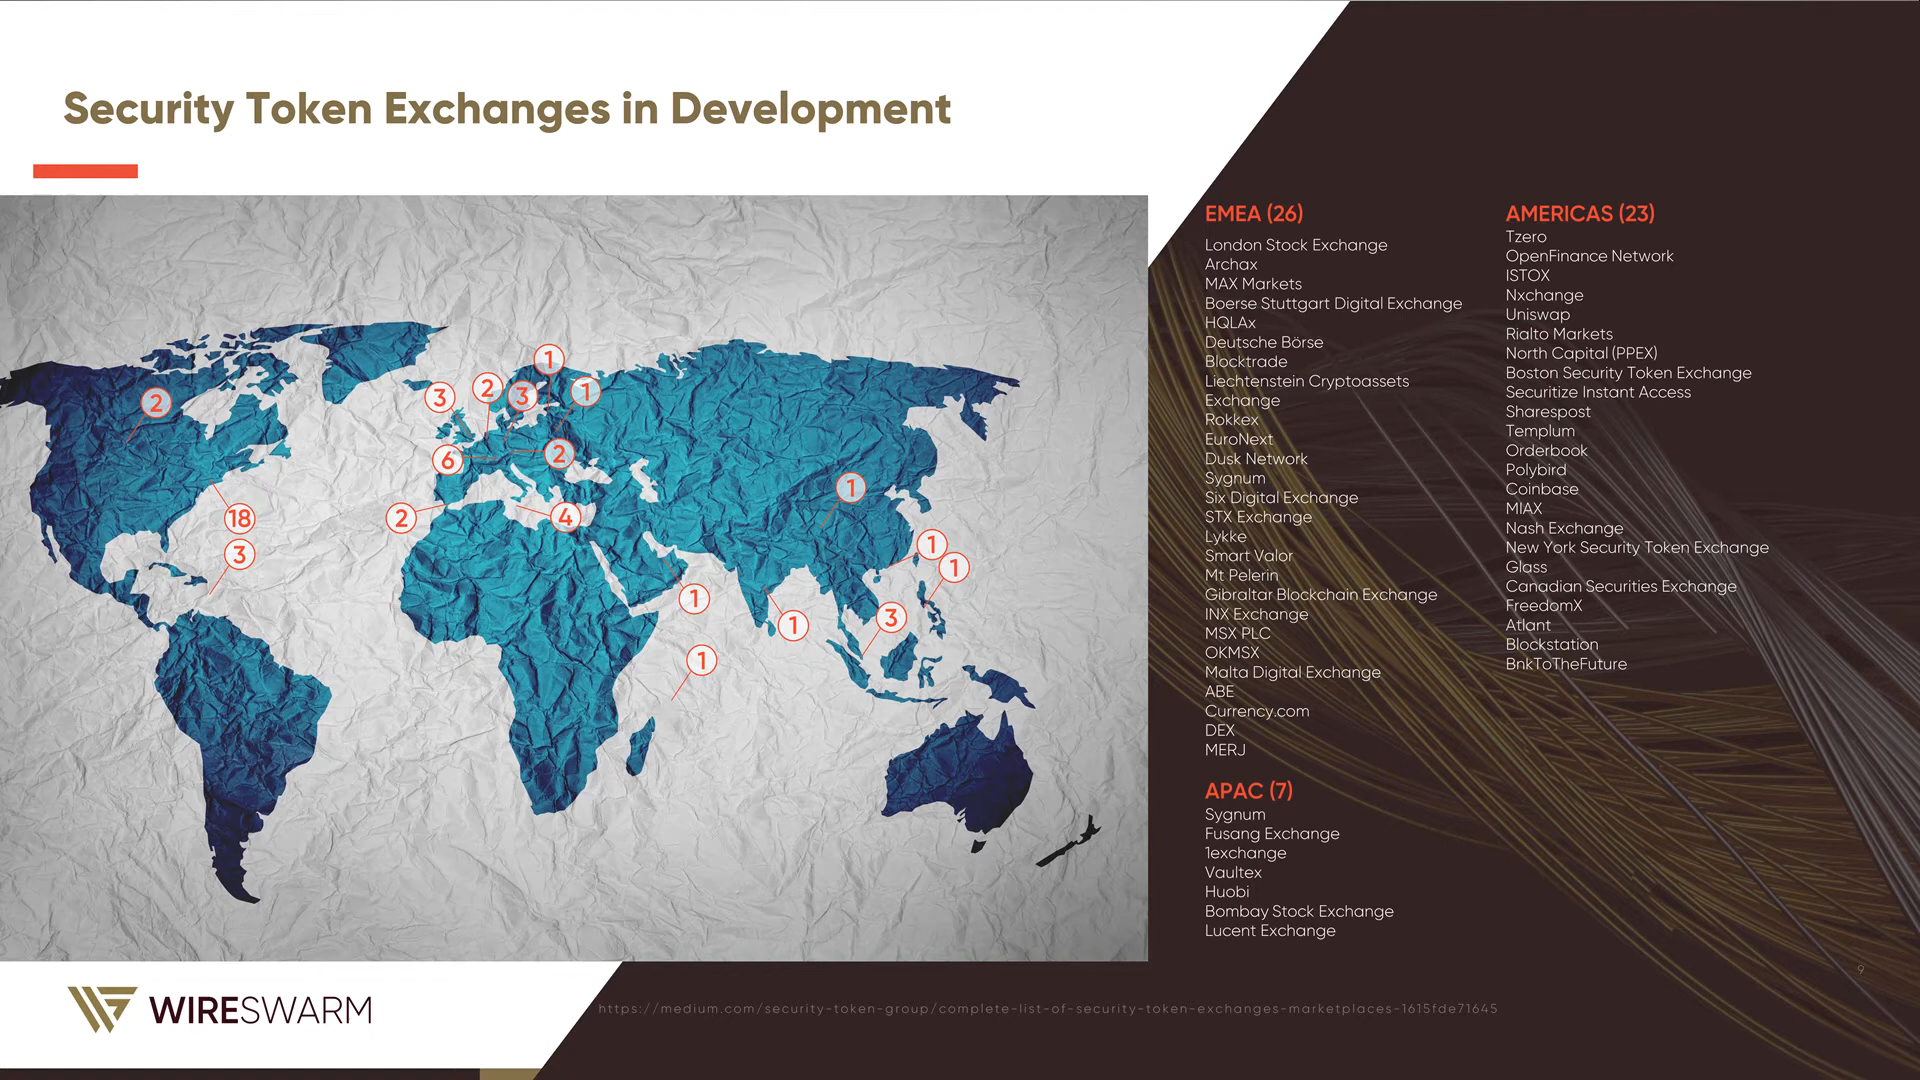 Security Token Exchanges in Development
1
2
3
1
3
2
6
2
1
2
4
18
3
1
1
1
1
3
1
1
2
EMEA (26)
London Stock Exchange
Archax
MAX Markets
Boerse Stuttgart Digital Exchange
HQLAx
Deutsche Börse
Blocktrade
Liechtenstein Cryptoassets
Exchange
Rokkex
EuroNext
Dusk Network
Sygnum
Six Digital Exchange
STX Exchange
Lykke
Smart Valor
Mt Pelerin
Gibraltar Blockchain Exchange
INX Exchange
MSX PLC
OKMSX
Malta Digital Exchange
ABE
Currency.com
DEX
MERJ
APAC (7)
Sygnum
Fusang Exchange
1exchange
Vaultex
Huobi
Bombay Stock Exchange
Lucent Exchange
AMERICAS (23)
Tzero
OpenFinance Network
ISTOX
Nxchange
Uniswap
Rialto Markets
North Capital (PPEX)
Boston Security Token Exchange
Securitize Instant Access
Sharespost
Templum
Orderbook
Polybird
Coinbase
MIAX
Nash Exchange
New York Security Token Exchange
Glass
Canadian Securities Exchange
FreedomX
Atlant
Blockstation
BnkToTheFuture
9
WIRESWARM
https://medium.com/security-token-group/complete-list-of-security-token-exchanges-marketplaces-1615fde71645